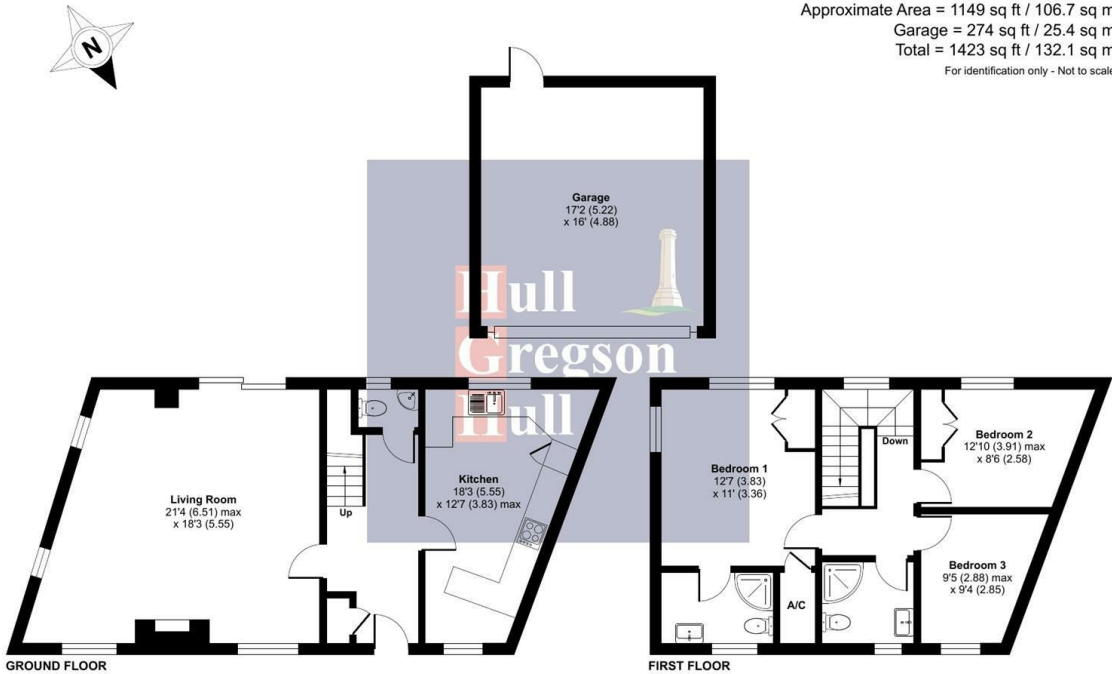 Approximate Area = 1149 sq ft / 106.7 sq m
Garage = 274 sq ft / 25.4 sq m
Total = 1423 sq ft / 132.1 sq m
For identification only - Not to scale
N
Garage
17'2 (5.22)
x 16' (4.88)
Hull
Gregson
Hull
Living Room
21'4 (6.51) max
x 18'3 (5.55)
Up
Kitchen
18'3 (5.55)
x 12'7 (3.83) max
Bedroom 1
12'7 (3.83)
x 11' (3.36)
Down
Bedroom 2
12'10 (3.91) max
x 8'6 (2.58)
Bedroom 3
9'5 (2.88) max
x 9'4 (2.85)
A/C
GROUND FLOOR
FIRST FLOOR